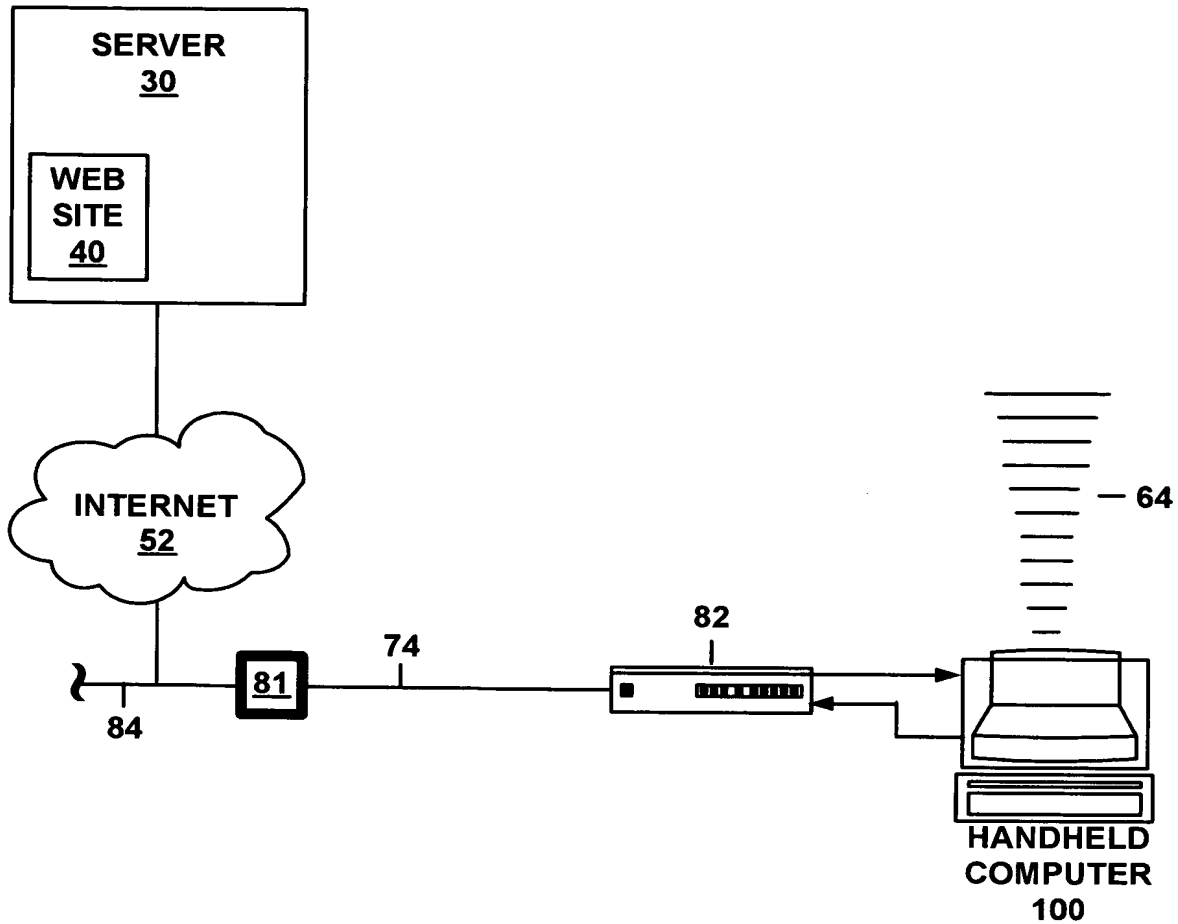 SERVER
30
WEB
SITE
40
INTERNET
52
64
82
74
81
84
HANDHELD
COMPUTER
100